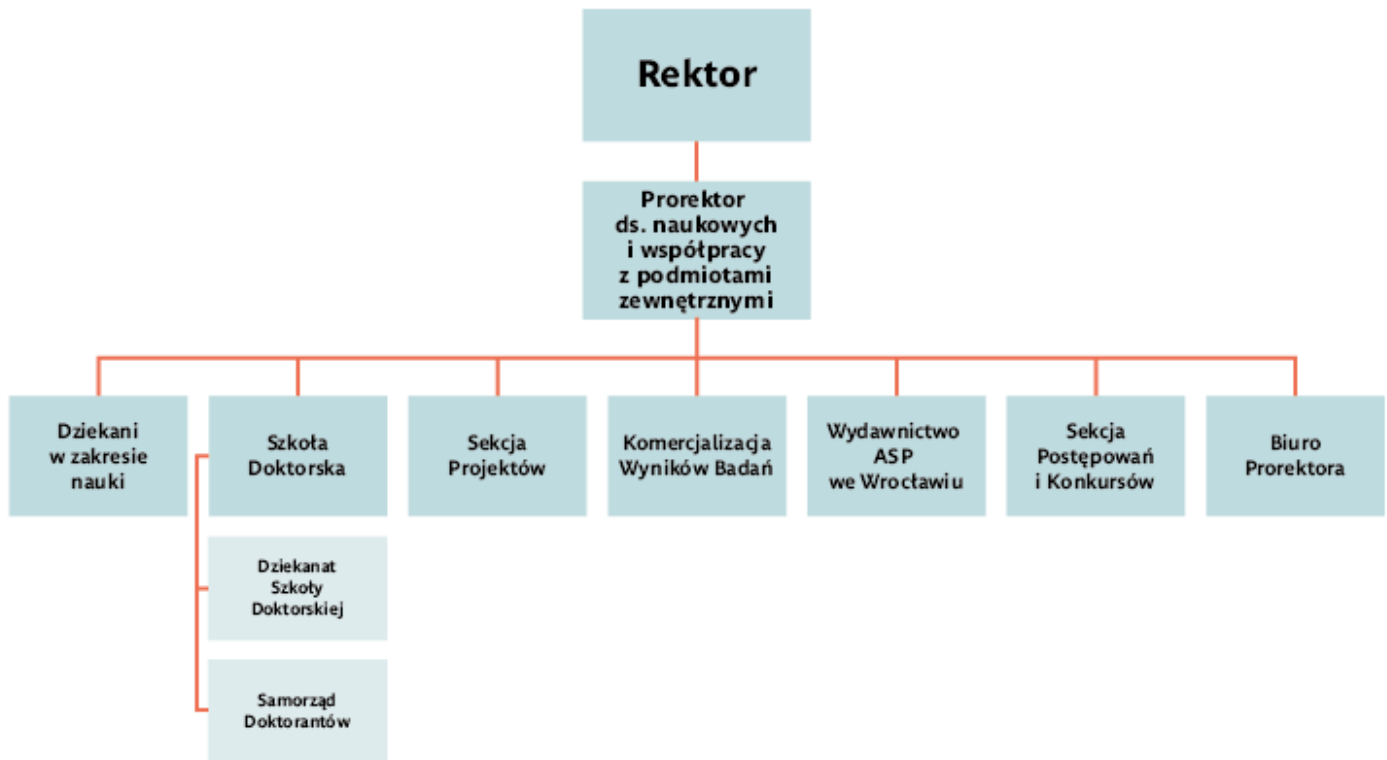 Rektor
Prorektor
ds. naukowych
i współpracy
z podmiotami
zewnętrznymi
Dziekani
w zakresie
nauki
Szkoła
Doktorska
Sekcja
Projektów
Komercjalizacja
Wyników Badań
Wydawnictwo
ASP
we Wrocławiu
Sekcja
Postępowań
i Konkursów
Biuro
Prorektora
Dziekanat
Szkoły
Doktorskiej
Samorząd
Doktorantów